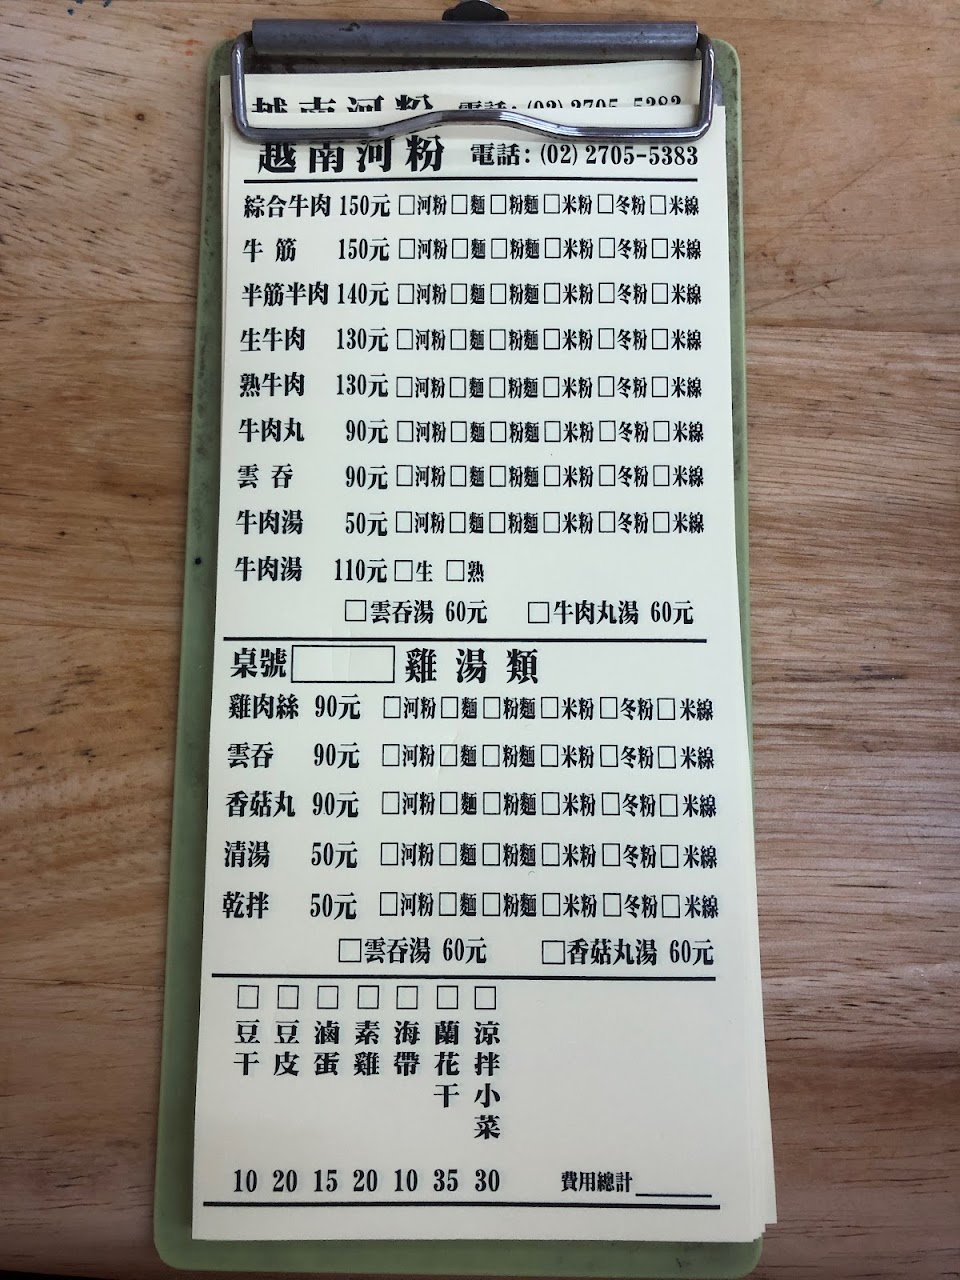 越南河粉 電話: (02) 2705-5383
越南河粉 電話: (02) 2705-5383
綜合牛肉 150元 □河粉□麵□粉麵□米粉□冬粉□米線
牛筋 150元 □河粉□麵□粉麵□米粉□冬粉□米線
半筋半肉 140元 □河粉□麵□粉麵□米粉□冬粉□米線
生牛肉 130元 □河粉□麵□粉麵□米粉□冬粉□米線
熟牛肉 130元 □河粉□麵□粉麵□米粉□冬粉□米線
牛肉丸 90元 □河粉□麵□粉麵□米粉□冬粉□米線
雲吞 90元 □河粉□麵□粉麵□米粉□冬粉□米線
牛肉湯 50元 □河粉□麵□粉麵□米粉□冬粉□米線
牛肉湯 110元 □生 □熟
□雲吞湯 60元 □牛肉丸湯 60元
桌號 雞湯類
雞肉絲 90元 □河粉□麵□粉麵□米粉□冬粉□米線
雲吞 90元 □河粉□麵□粉麵□米粉□冬粉□米線
香菇丸 90元 □河粉□麵□粉麵□米粉□冬粉□米線
清湯 50元 □河粉□麵□粉麵□米粉□冬粉□米線
乾拌 50元 □河粉□麵□粉麵□米粉□冬粉□米線
□雲吞湯 60元 □香菇丸湯 60元
□豆干 10
□豆皮 20
□滷蛋 15
□素雞 20
□海帶 10
□蘭花干 35
□涼拌小菜 30
費用總計